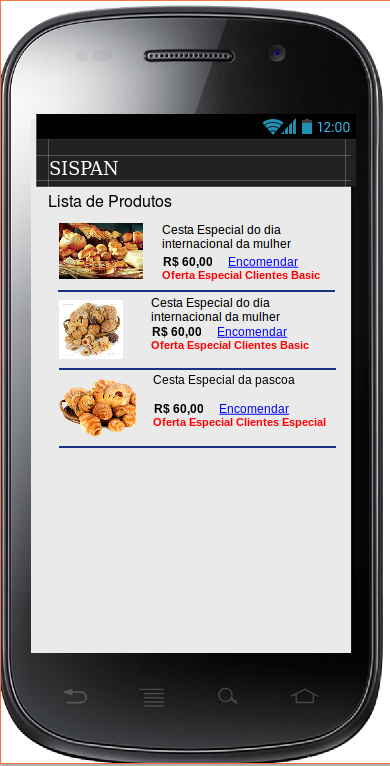 12:00
SISPAN
Lista de Produtos
Cesta Especial do dia
internacional da mulher
R$ 60,00 Encomendar
Oferta Especial Clientes Basic
Cesta Especial do dia
internacional da mulher
R$ 60,00 Encomendar
Oferta Especial Clientes Basic
Cesta Especial da pascoa
R$ 60,00 Encomendar
Oferta Especial Clientes Especial